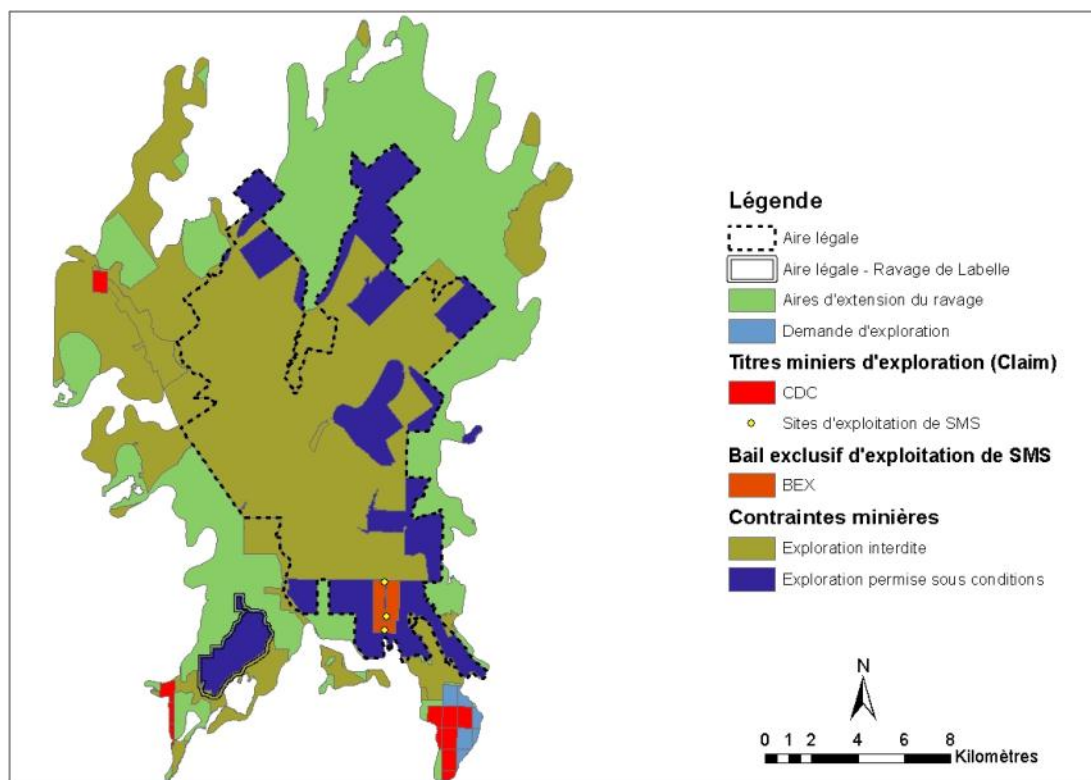 Légende
Aire légale
Aire légale - Ravage de Labelle
Aires d'extension du ravage
Demande d'exploration
Titres miniers d'exploration (Claim)
CDC
Sites d'exploitation de SMS
Bail exclusif d'exploitation de SMS
BEX
Contraintes minières
Exploration interdite
Exploration permise sous conditions
N
0 1 2 4 6 8
Kilomètres